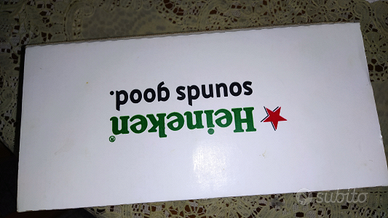 Heineken®
sounds good.
subito